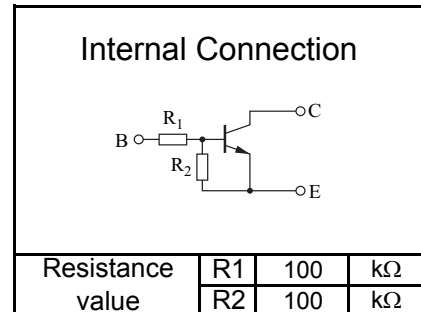 Internal Connection
C
R1
B
R2
E
Resistance value R1 100 kΩ
R2 100 kΩ